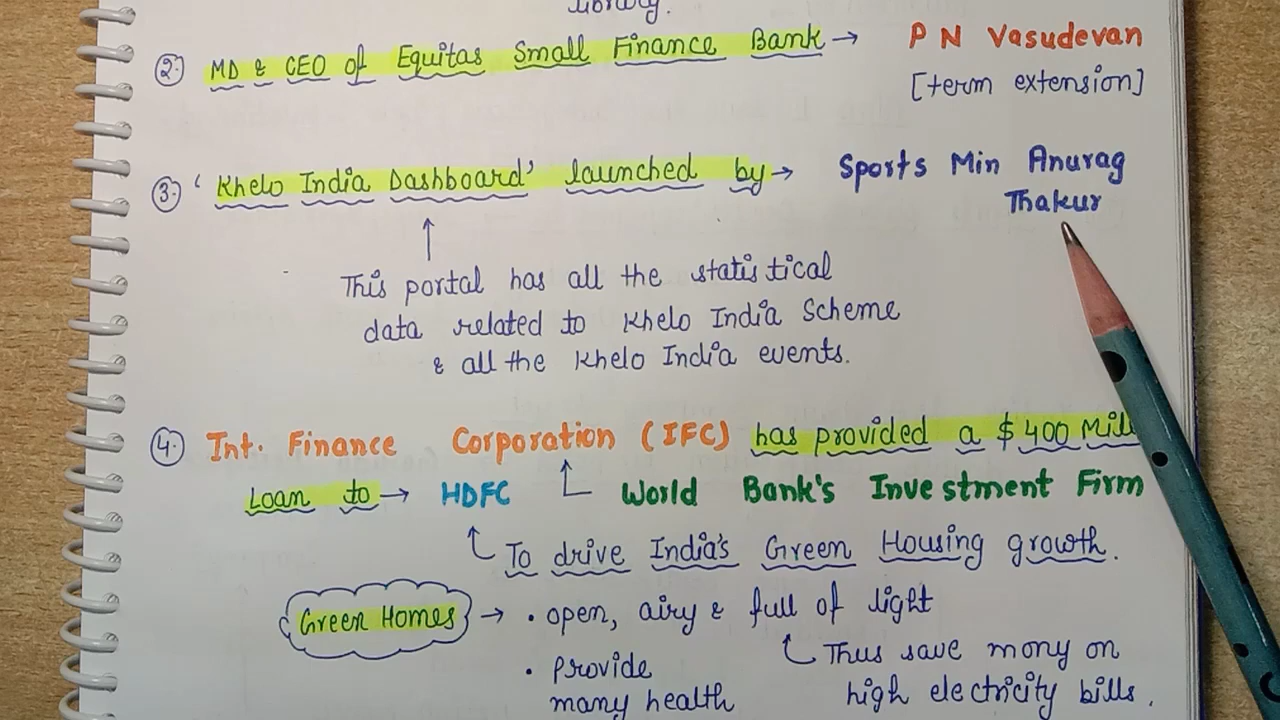 library.
2. MD & CEO of Equitas Small Finance Bank → P N Vasudevan
[term extension]
3. 'Khelo India Dashboard' launched by → Sports Min Anurag
Thakur
This portal has all the statistical
data related to Khelo India Scheme
& all the Khelo India events.
4. Int. Finance Corporation (IFC) has provided a $400 Mill
Loan to → HDFC World Bank's Investment Firm
To drive India's Green Housing growth.
Green Homes → • open, airy & full of light
Thus save mony on
• provide
many health high electricity bills.